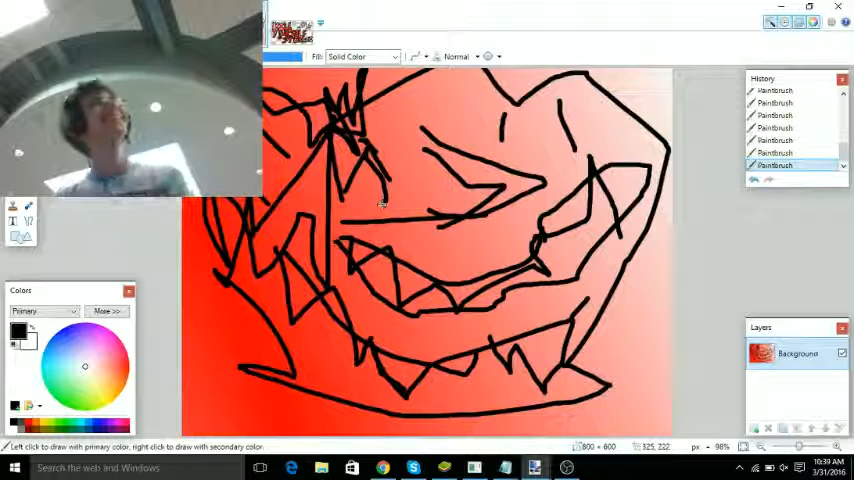 Fill: Solid Color
Normal
History
Paintbrush
Paintbrush
Paintbrush
Paintbrush
Paintbrush
Paintbrush
Paintbrush
Colors
Primary
More >>
Layers
Background
Left click to draw with primary color, right click to draw with secondary color.
800 × 600
325, 222
px
98%
Search the web and Windows
10:39 AM
3/31/2016